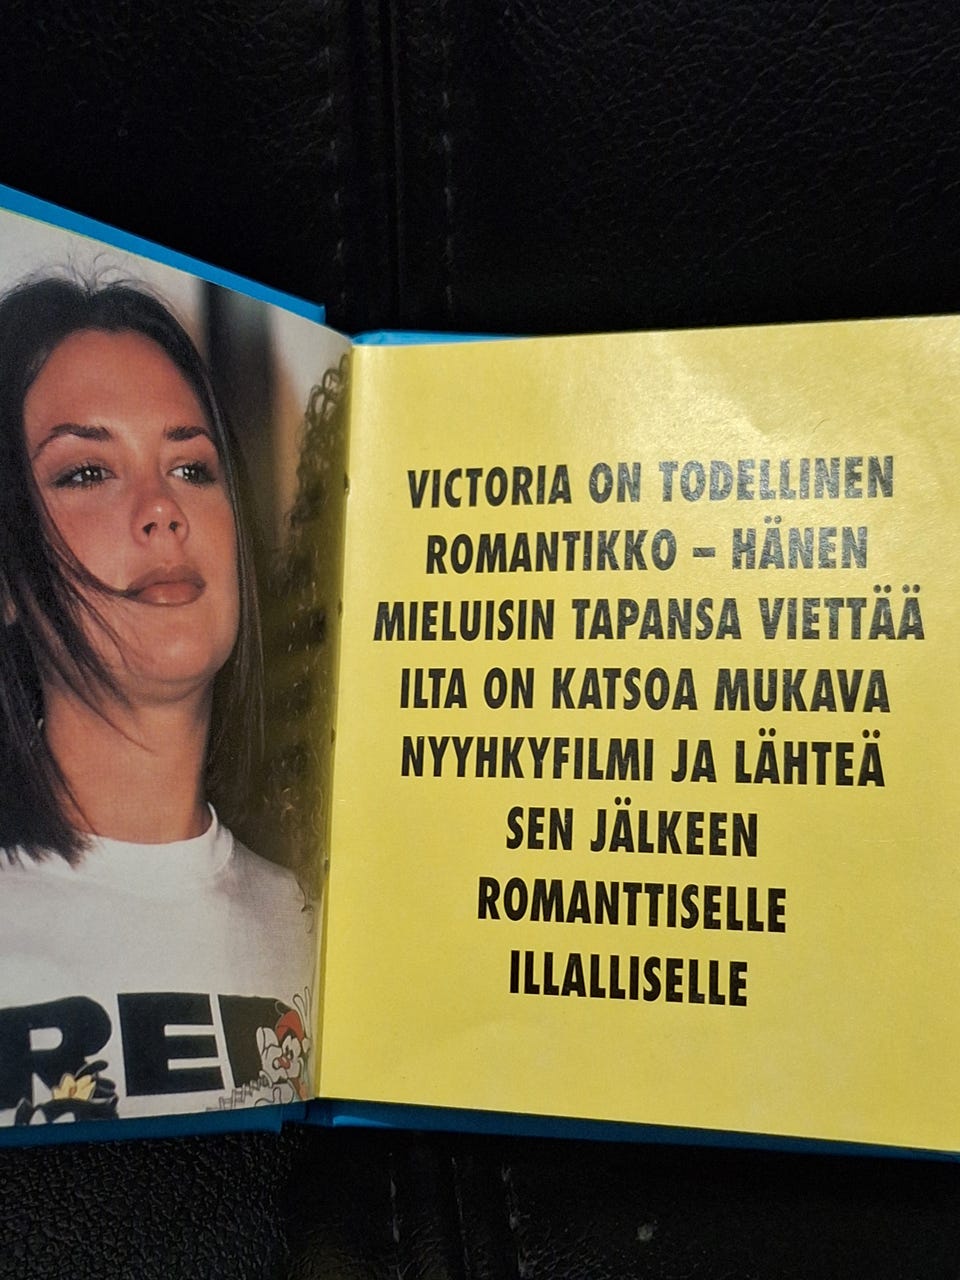 RED
VICTORIA ON TODELLINEN
ROMANTIKKO – HÄNEN
MIELUISIN TAPANSA VIETTÄÄ
ILTA ON KATSOA MUKAVA
NYYHKYFILMI JA LÄHTEÄ
SEN JÄLKEEN
ROMANTTISELLE
ILLALLISELLE